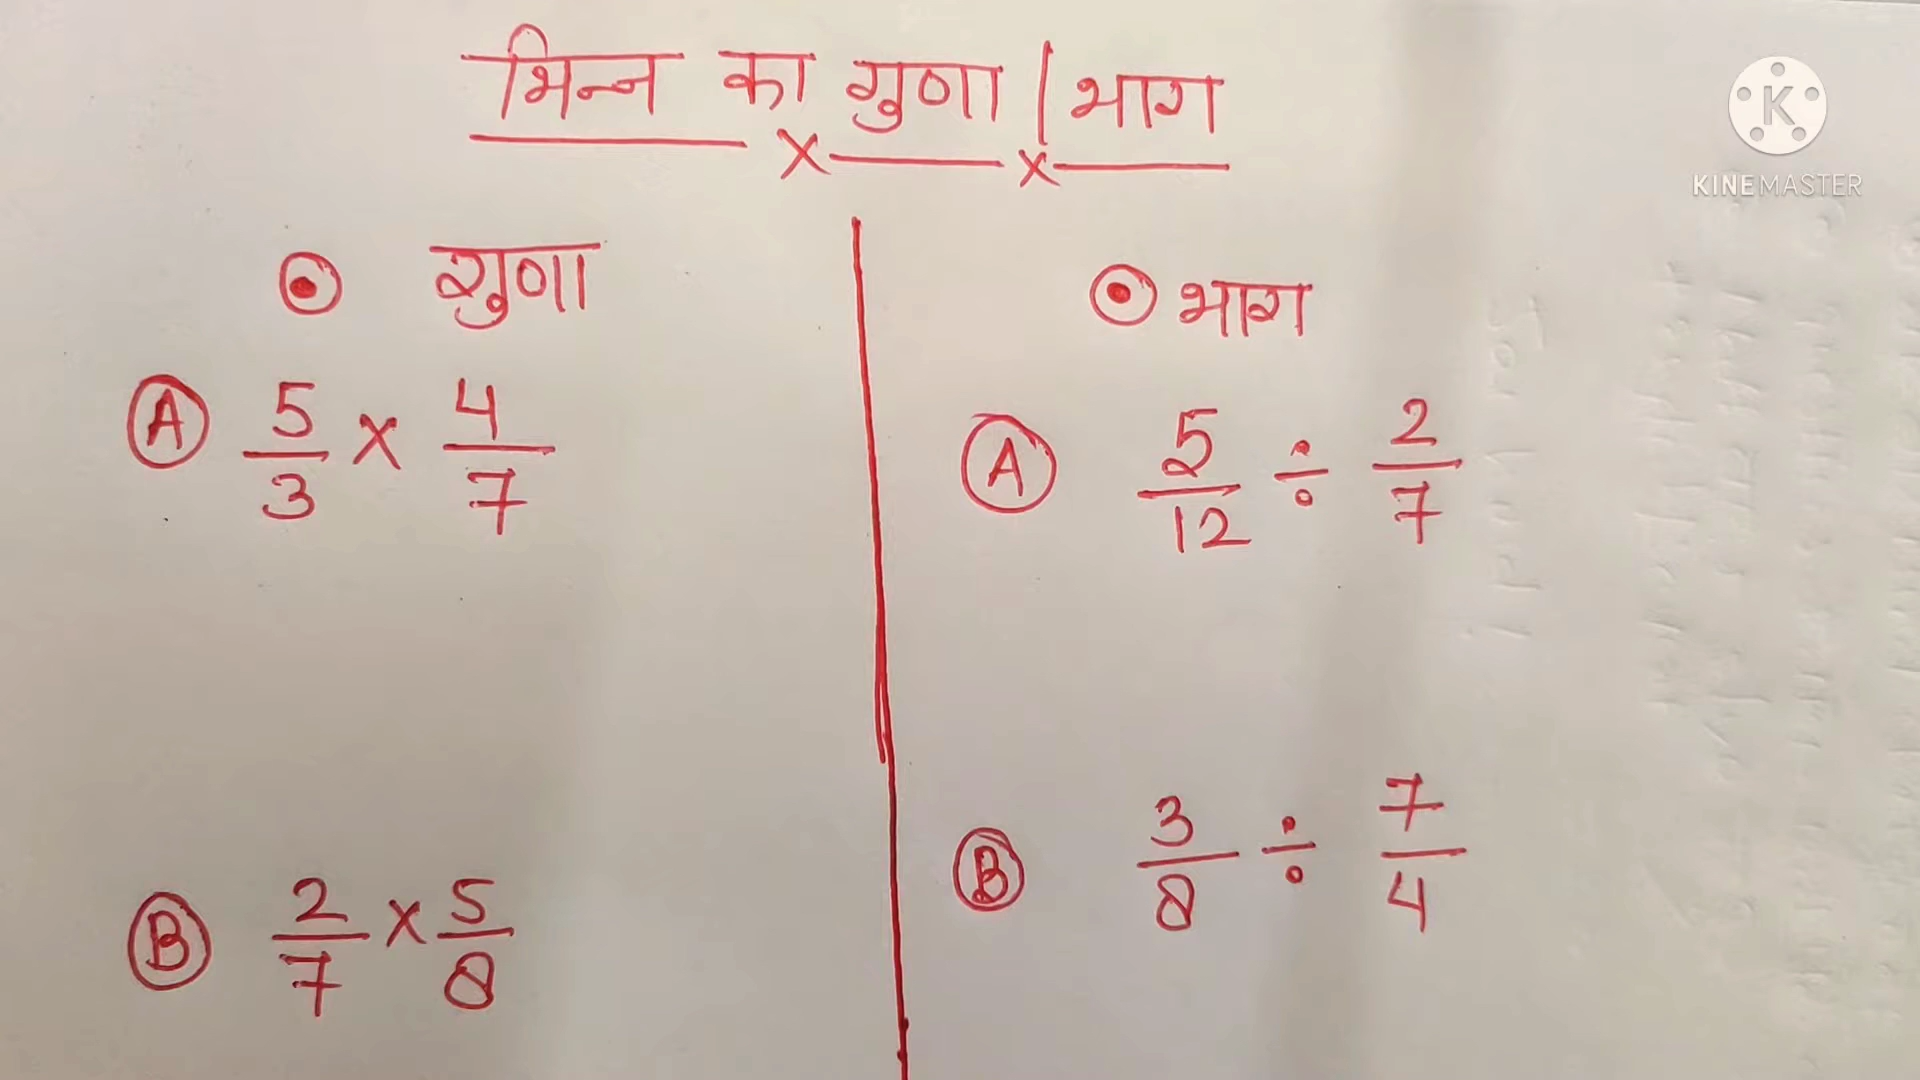 भिन्न का गुणा | भाग
KINEMASTER
गुणा
A 5/3 × 4/7
B 2/7 × 5/8
भाग
A 5/12 ÷ 2/7
B 3/8 ÷ 7/4